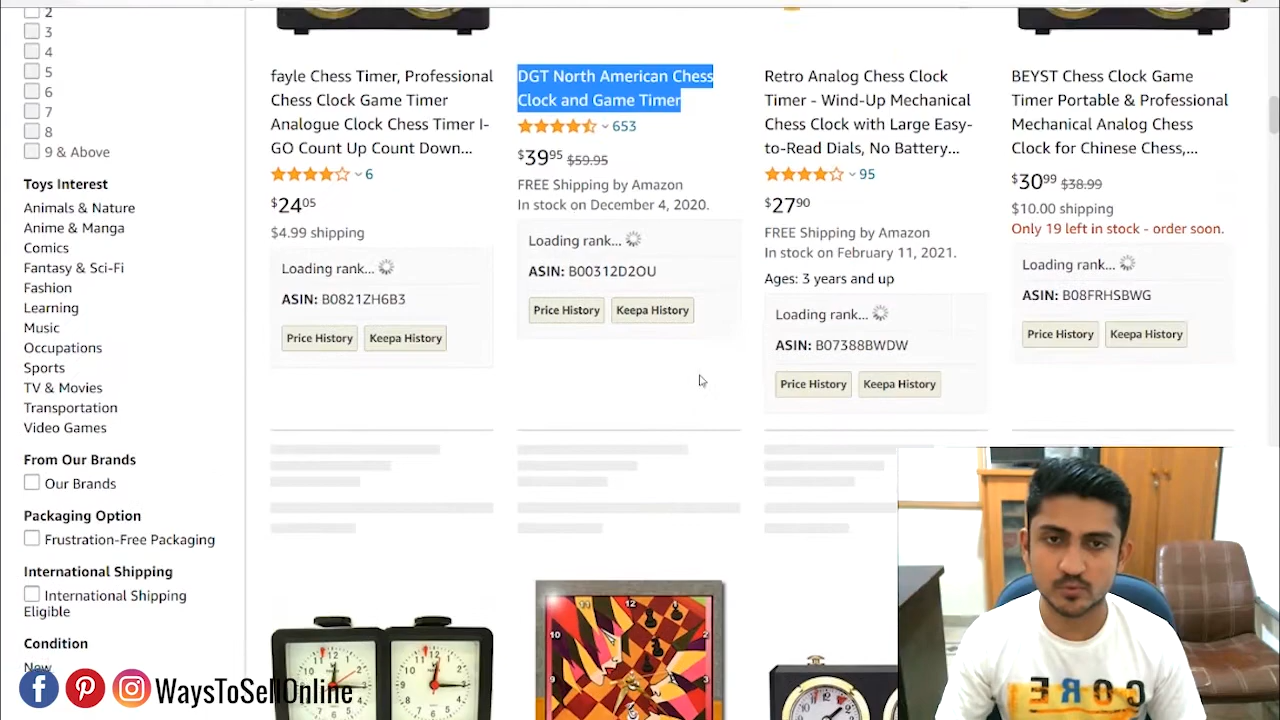 2
3
4
5
6
7
8
9 & Above
Toys Interest
Animals & Nature
Anime & Manga
Comics
Fantasy & Sci-Fi
Fashion
Learning
Music
Occupations
Sports
TV & Movies
Transportation
Video Games
From Our Brands
Our Brands
Packaging Option
Frustration-Free Packaging
International Shipping
International Shipping
Eligible
Condition
New
fayle Chess Timer, Professional
Chess Clock Game Timer
Analogue Clock Chess Timer I-
GO Count Up Count Down...
6
$2405
$4.99 shipping
Loading rank...
ASIN: B0821ZH6B3
Price History Keepa History
DGT North American Chess
Clock and Game Timer
653
$3995 $59.95
FREE Shipping by Amazon
In stock on December 4, 2020.
Loading rank...
ASIN: B00312D2OU
Price History Keepa History
Retro Analog Chess Clock
Timer - Wind-Up Mechanical
Chess Clock with Large Easy-
to-Read Dials, No Battery...
95
$2790
FREE Shipping by Amazon
In stock on February 11, 2021.
Ages: 3 years and up
Loading rank...
ASIN: B07388BWDW
Price History Keepa History
BEYST Chess Clock Game
Timer Portable & Professional
Mechanical Analog Chess
Clock for Chinese Chess,...
$3099 $38.99
$10.00 shipping
Only 19 left in stock - order soon.
Loading rank...
ASIN: B08FRHSBWG
Price History Keepa History
WaysToSellOnline
CORE